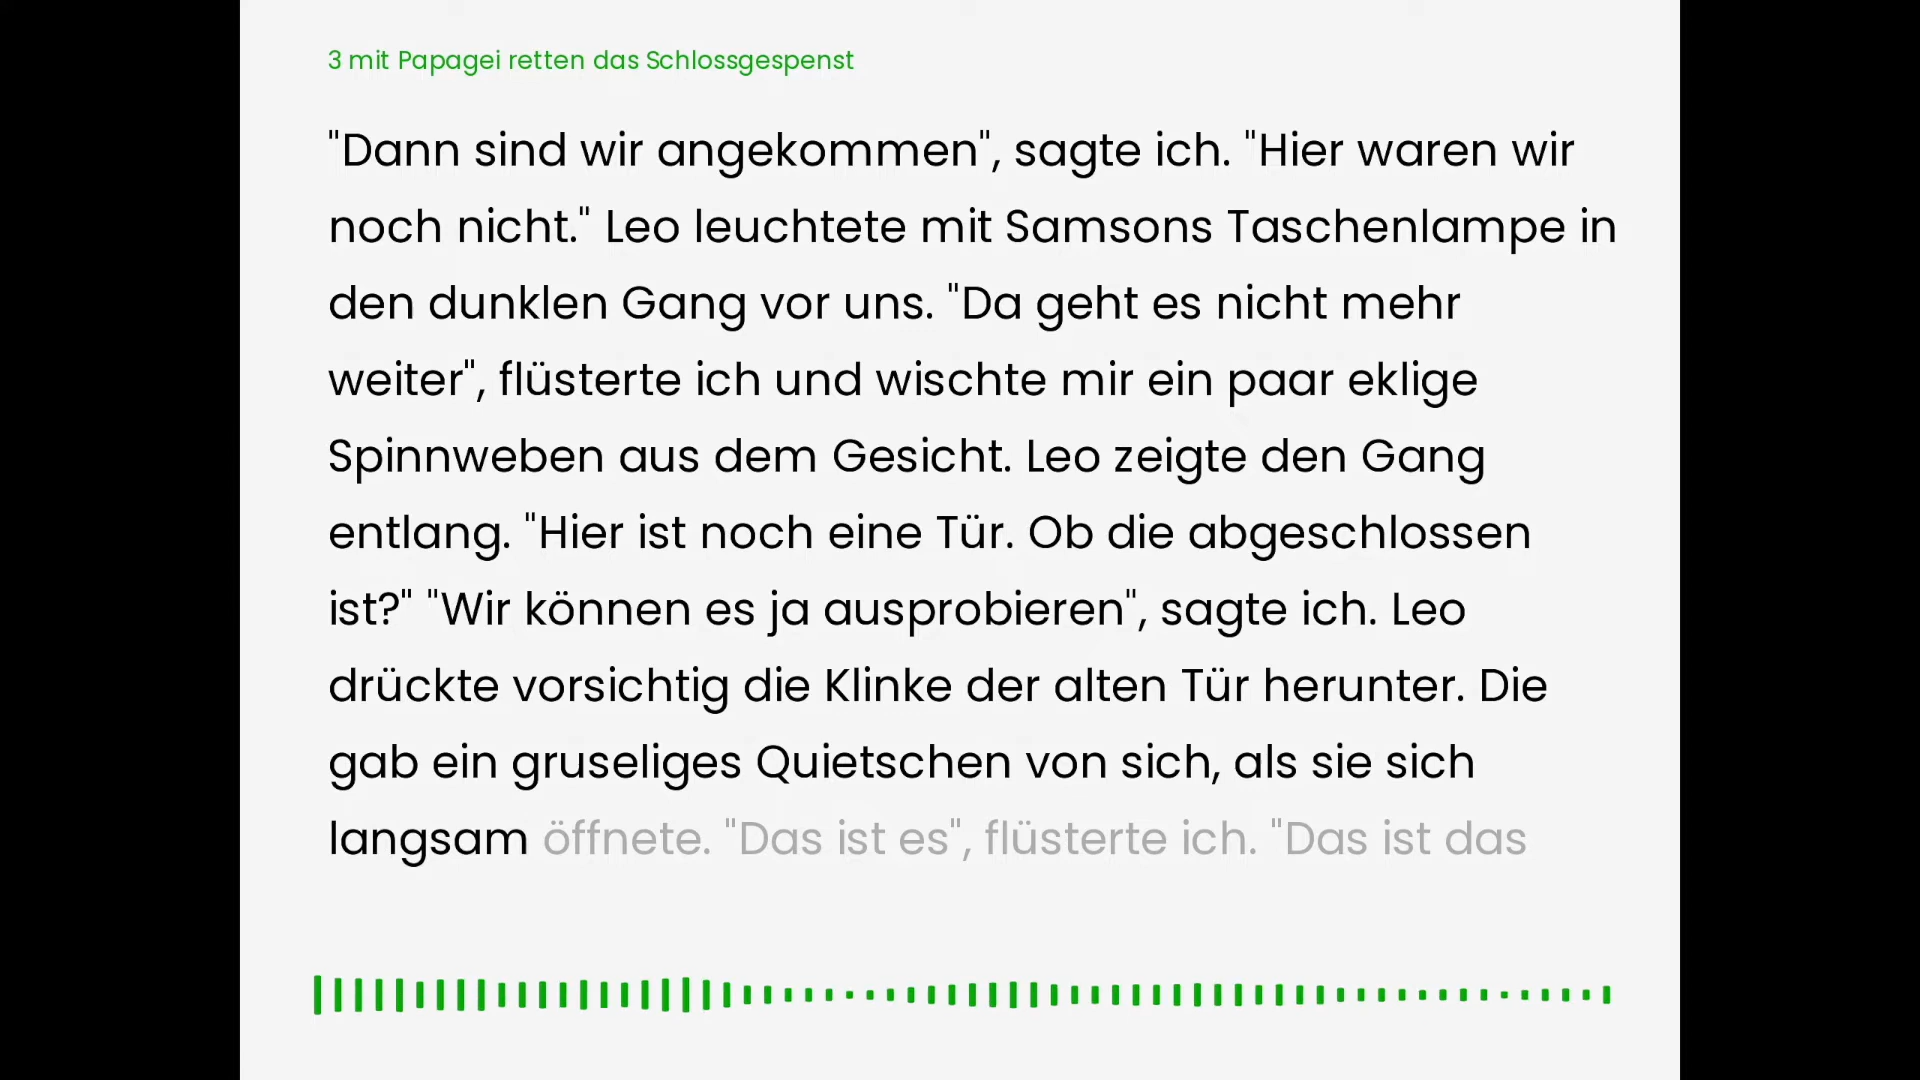 3 mit Papagei retten das Schlossgespenst
"Dann sind wir angekommen", sagte ich. "Hier waren wir
noch nicht." Leo leuchtete mit Samsons Taschenlampe in
den dunklen Gang vor uns. "Da geht es nicht mehr
weiter", flüsterte ich und wischte mir ein paar eklige
Spinnweben aus dem Gesicht. Leo zeigte den Gang
entlang. "Hier ist noch eine Tür. Ob die abgeschlossen
ist?" "Wir können es ja ausprobieren", sagte ich. Leo
drückte vorsichtig die Klinke der alten Tür herunter. Die
gab ein gruseliges Quietschen von sich, als sie sich
langsam öffnete. "Das ist es", flüsterte ich. "Das ist das